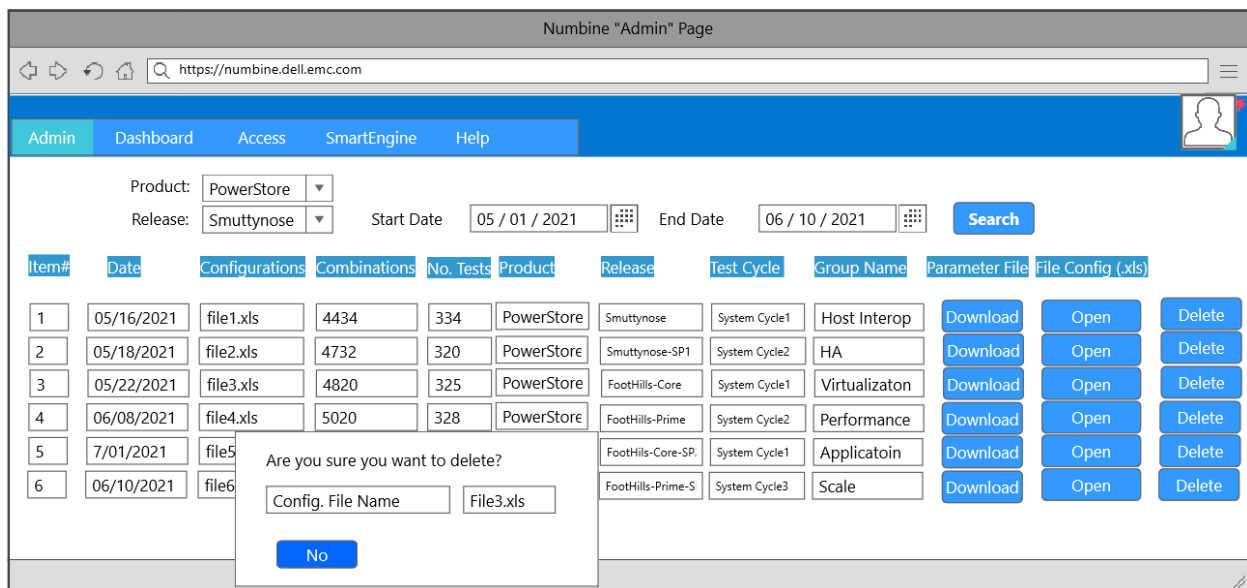 Numbine "Admin" Page
https://numbine.dell.emc.com
Admin Dashboard Access SmartEngine Help
Product: PowerStore
Release: Smuttynose Start Date 05 / 01 / 2021 End Date 06 / 10 / 2021 Search
Item# Date Configurations Combinations No. Tests Product Release Test Cycle Group Name Parameter File File Config (.xls)
1 05/16/2021 file1.xls 4434 334 PowerStore Smuttynose System Cycle1 Host Interop Download Open Delete
2 05/18/2021 file2.xls 4732 320 PowerStore Smuttynose-SP1 System Cycle2 HA Download Open Delete
3 05/22/2021 file3.xls 4820 325 PowerStore FootHills-Core System Cycle1 Virtualizaton Download Open Delete
4 06/08/2021 file4.xls 5020 328 PowerStore FootHills-Prime System Cycle2 Performance Download Open Delete
5 7/01/2021 file5 FootHils-Core-SP. System Cycle1 Applicatoin Download Open Delete
6 06/10/2021 file6 FootHills-Prime-S System Cycle3 Scale Download Open Delete
Are you sure you want to delete?
Config. File Name File3.xls
No